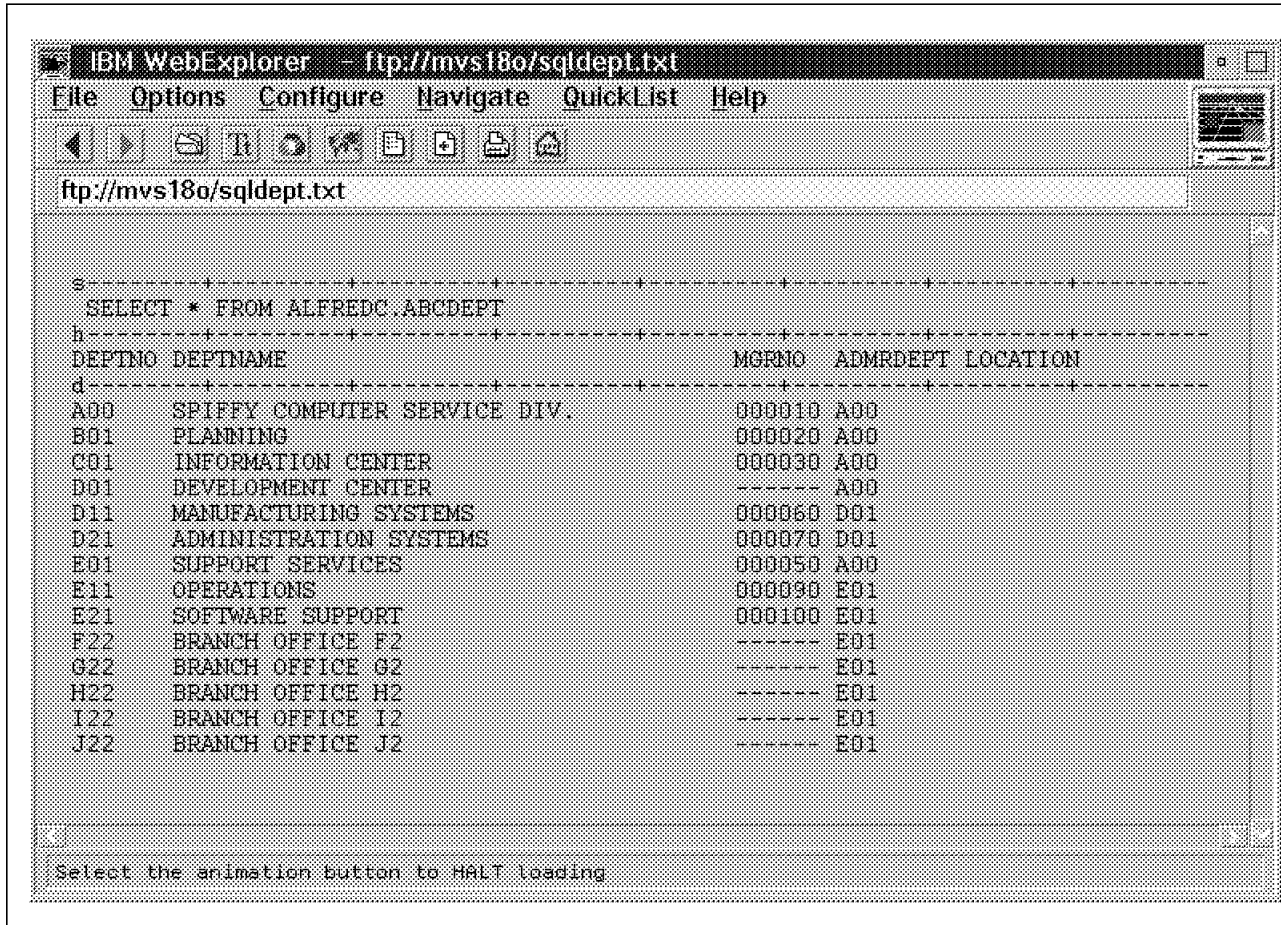 IBM WebExplorer - ftp://mvs18o/sqldept.txt
File Options Configure Navigate QuickList Help
ftp://mvs18o/sqldept.txt
s--------+---------+---------+---------+---------+---------+---------+---------
SELECT * FROM ALFREDC.ABCDEPT
h--------+---------+---------+---------+---------+---------+---------+---------
DEPTNO DEPTNAME MGRNO ADMRDEPT LOCATION
d--------+---------+---------+---------+---------+---------+---------+---------
A00 SPIFFY COMPUTER SERVICE DIV. 000010 A00
B01 PLANNING 000020 A00
C01 INFORMATION CENTER 000030 A00
D01 DEVELOPMENT CENTER ------ A00
D11 MANUFACTURING SYSTEMS 000060 D01
D21 ADMINISTRATION SYSTEMS 000070 D01
E01 SUPPORT SERVICES 000050 A00
E11 OPERATIONS 000090 E01
E21 SOFTWARE SUPPORT 000100 E01
F22 BRANCH OFFICE F2 ------ E01
G22 BRANCH OFFICE G2 ------ E01
H22 BRANCH OFFICE H2 ------ E01
I22 BRANCH OFFICE I2 ------ E01
J22 BRANCH OFFICE J2 ------ E01
Select the animation button to HALT loading